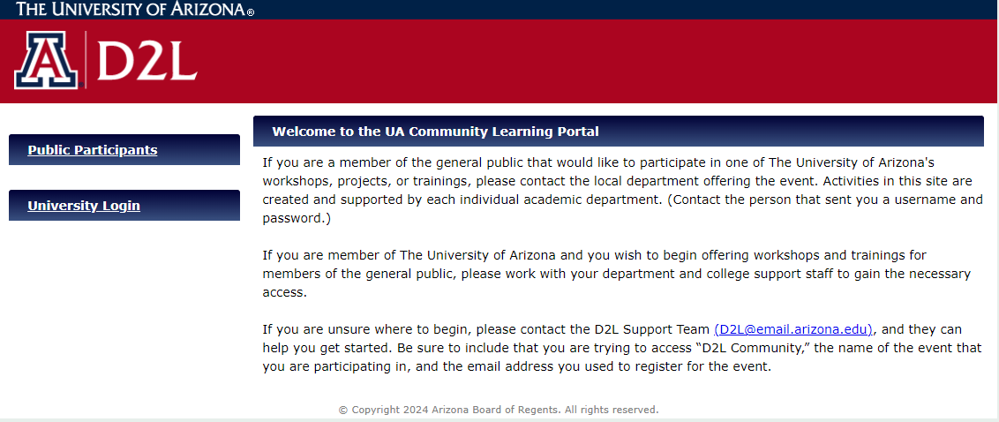 THE UNIVERSITY OF ARIZONA®
A D2L
Public Participants
University Login
Welcome to the UA Community Learning Portal
If you are a member of the general public that would like to participate in one of The University of Arizona's
workshops, projects, or trainings, please contact the local department offering the event. Activities in this site are
created and supported by each individual academic department. (Contact the person that sent you a username and
password.)
If you are member of The University of Arizona and you wish to begin offering workshops and trainings for
members of the general public, please work with your department and college support staff to gain the necessary
access.
If you are unsure where to begin, please contact the D2L Support Team (D2L@email.arizona.edu), and they can
help you get started. Be sure to include that you are trying to access “D2L Community,” the name of the event that
you are participating in, and the email address you used to register for the event.
© Copyright 2024 Arizona Board of Regents. All rights reserved.